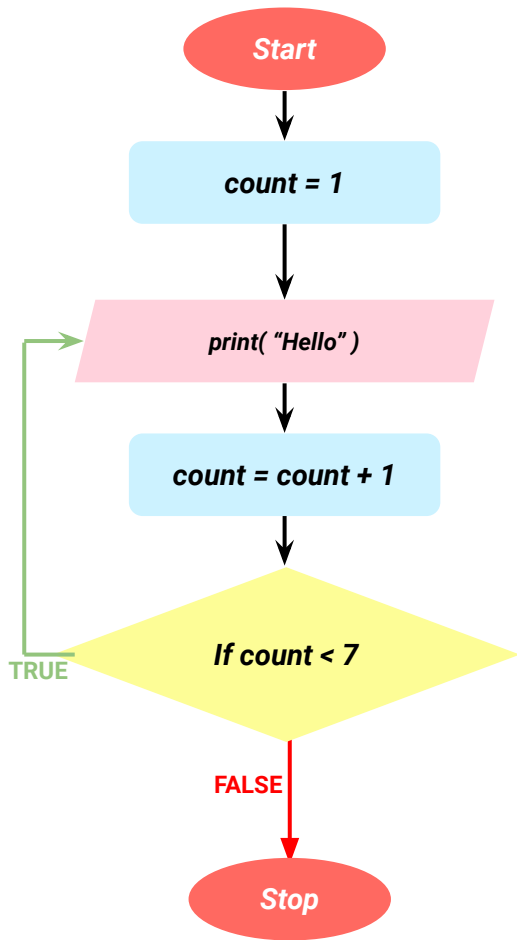 Start
count = 1
print( “Hello” )
count = count + 1
If count < 7
TRUE
FALSE
Stop